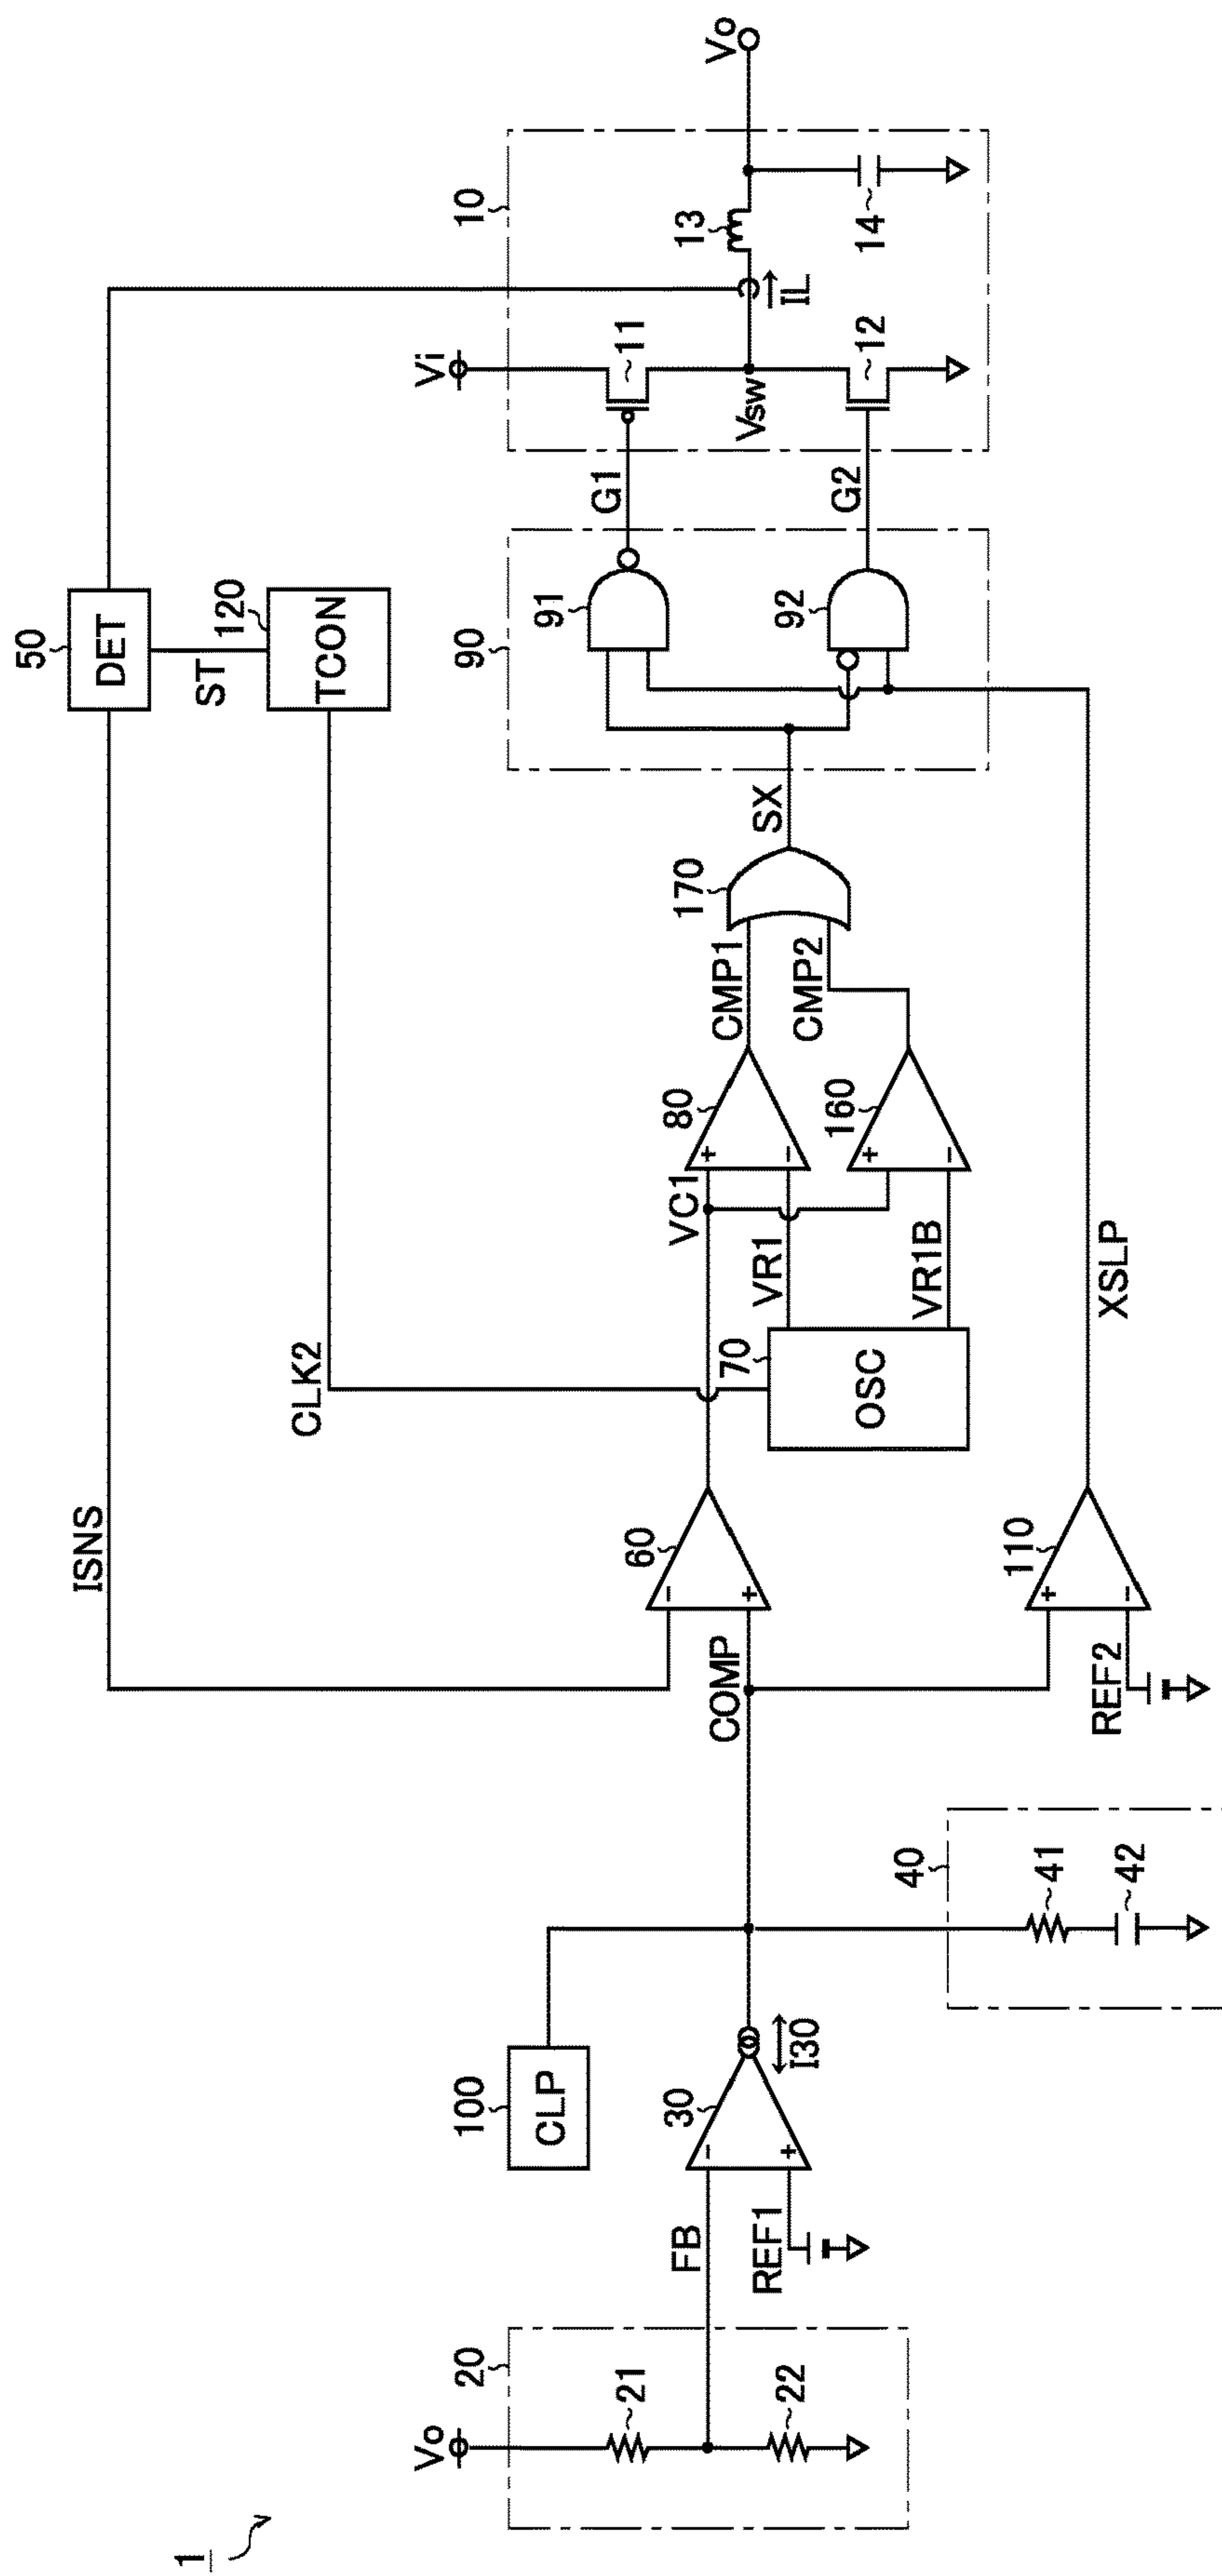 1
Vo
20
21
22
FB
REF1
100
CLP
30
I30
40
41
42
COMP
ISNS
60
110
REF2
CLK2
VC1
70
OSC
VR1
VR1B
XSLP
80
160
CMP1
CMP2
170
SX
50
DET
ST
120
TCON
90
91
92
G1
G2
10
Vi
11
Vsw
12
IL
13
14
Vo
+
−
+
−
+
−
+
−
+
−